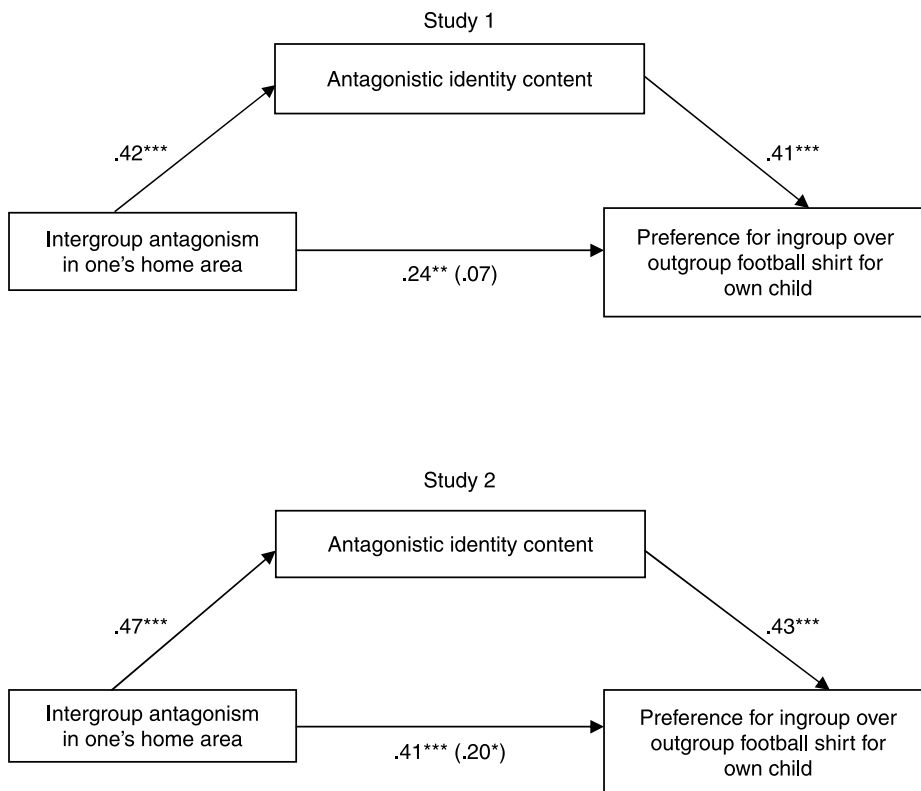 Study 1
Antagonistic identity content
.42***
.41***
Intergroup antagonism
in one's home area
.24** (.07)
Preference for ingroup over
outgroup football shirt for
own child
Study 2
Antagonistic identity content
.47***
.43***
Intergroup antagonism
in one's home area
.41*** (.20*)
Preference for ingroup over
outgroup football shirt for
own child